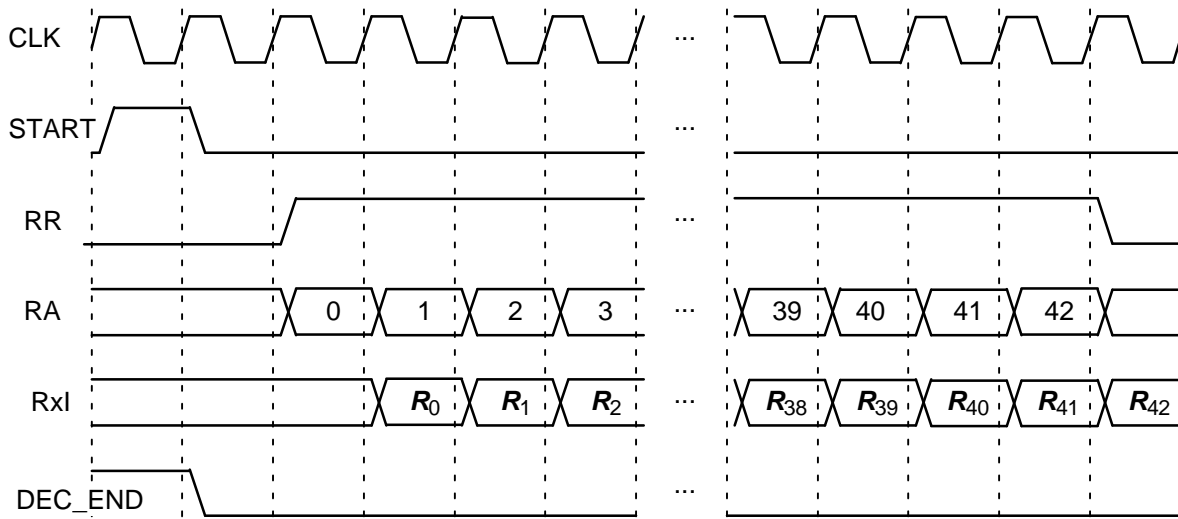 CLK ...
START ...
RR ...
RA 0 1 2 3 ... 39 40 41 42
RxI R0 R1 R2 ... R38 R39 R40 R41 R42
DEC_END ...